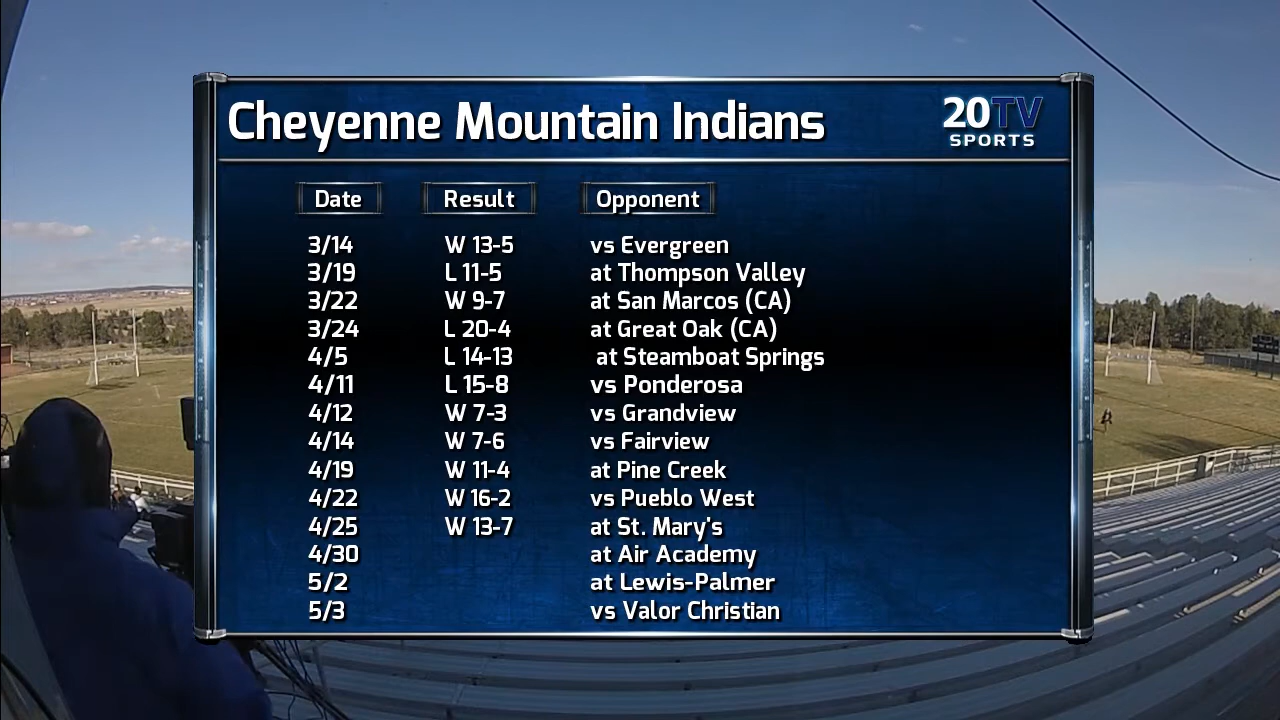 Cheyenne Mountain Indians
20TV
SPORTS
Date Result Opponent
3/14 W 13-5 vs Evergreen
3/19 L 11-5 at Thompson Valley
3/22 W 9-7 at San Marcos (CA)
3/24 L 20-4 at Great Oak (CA)
4/5 L 14-13 at Steamboat Springs
4/11 L 15-8 vs Ponderosa
4/12 W 7-3 vs Grandview
4/14 W 7-6 vs Fairview
4/19 W 11-4 at Pine Creek
4/22 W 16-2 vs Pueblo West
4/25 W 13-7 at St. Mary's
4/30 at Air Academy
5/2 at Lewis-Palmer
5/3 vs Valor Christian